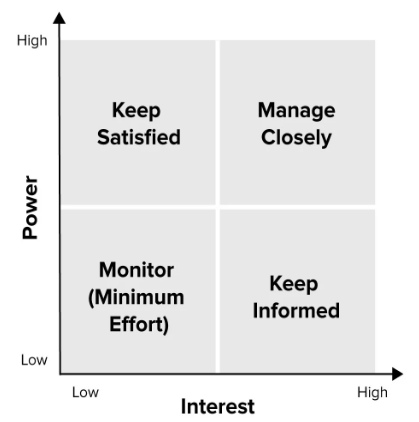 High
Keep
Satisfied
Manage
Closely
Power
Monitor
(Minimum
Effort)
Keep
Informed
Low
Low
High
Interest